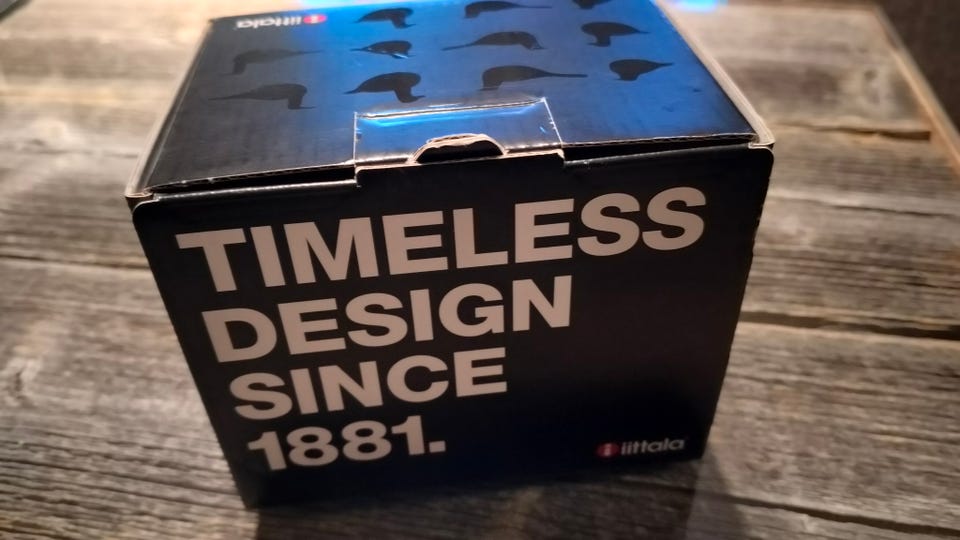 iittala
TIMELESS
DESIGN
SINCE
1881.
iittala